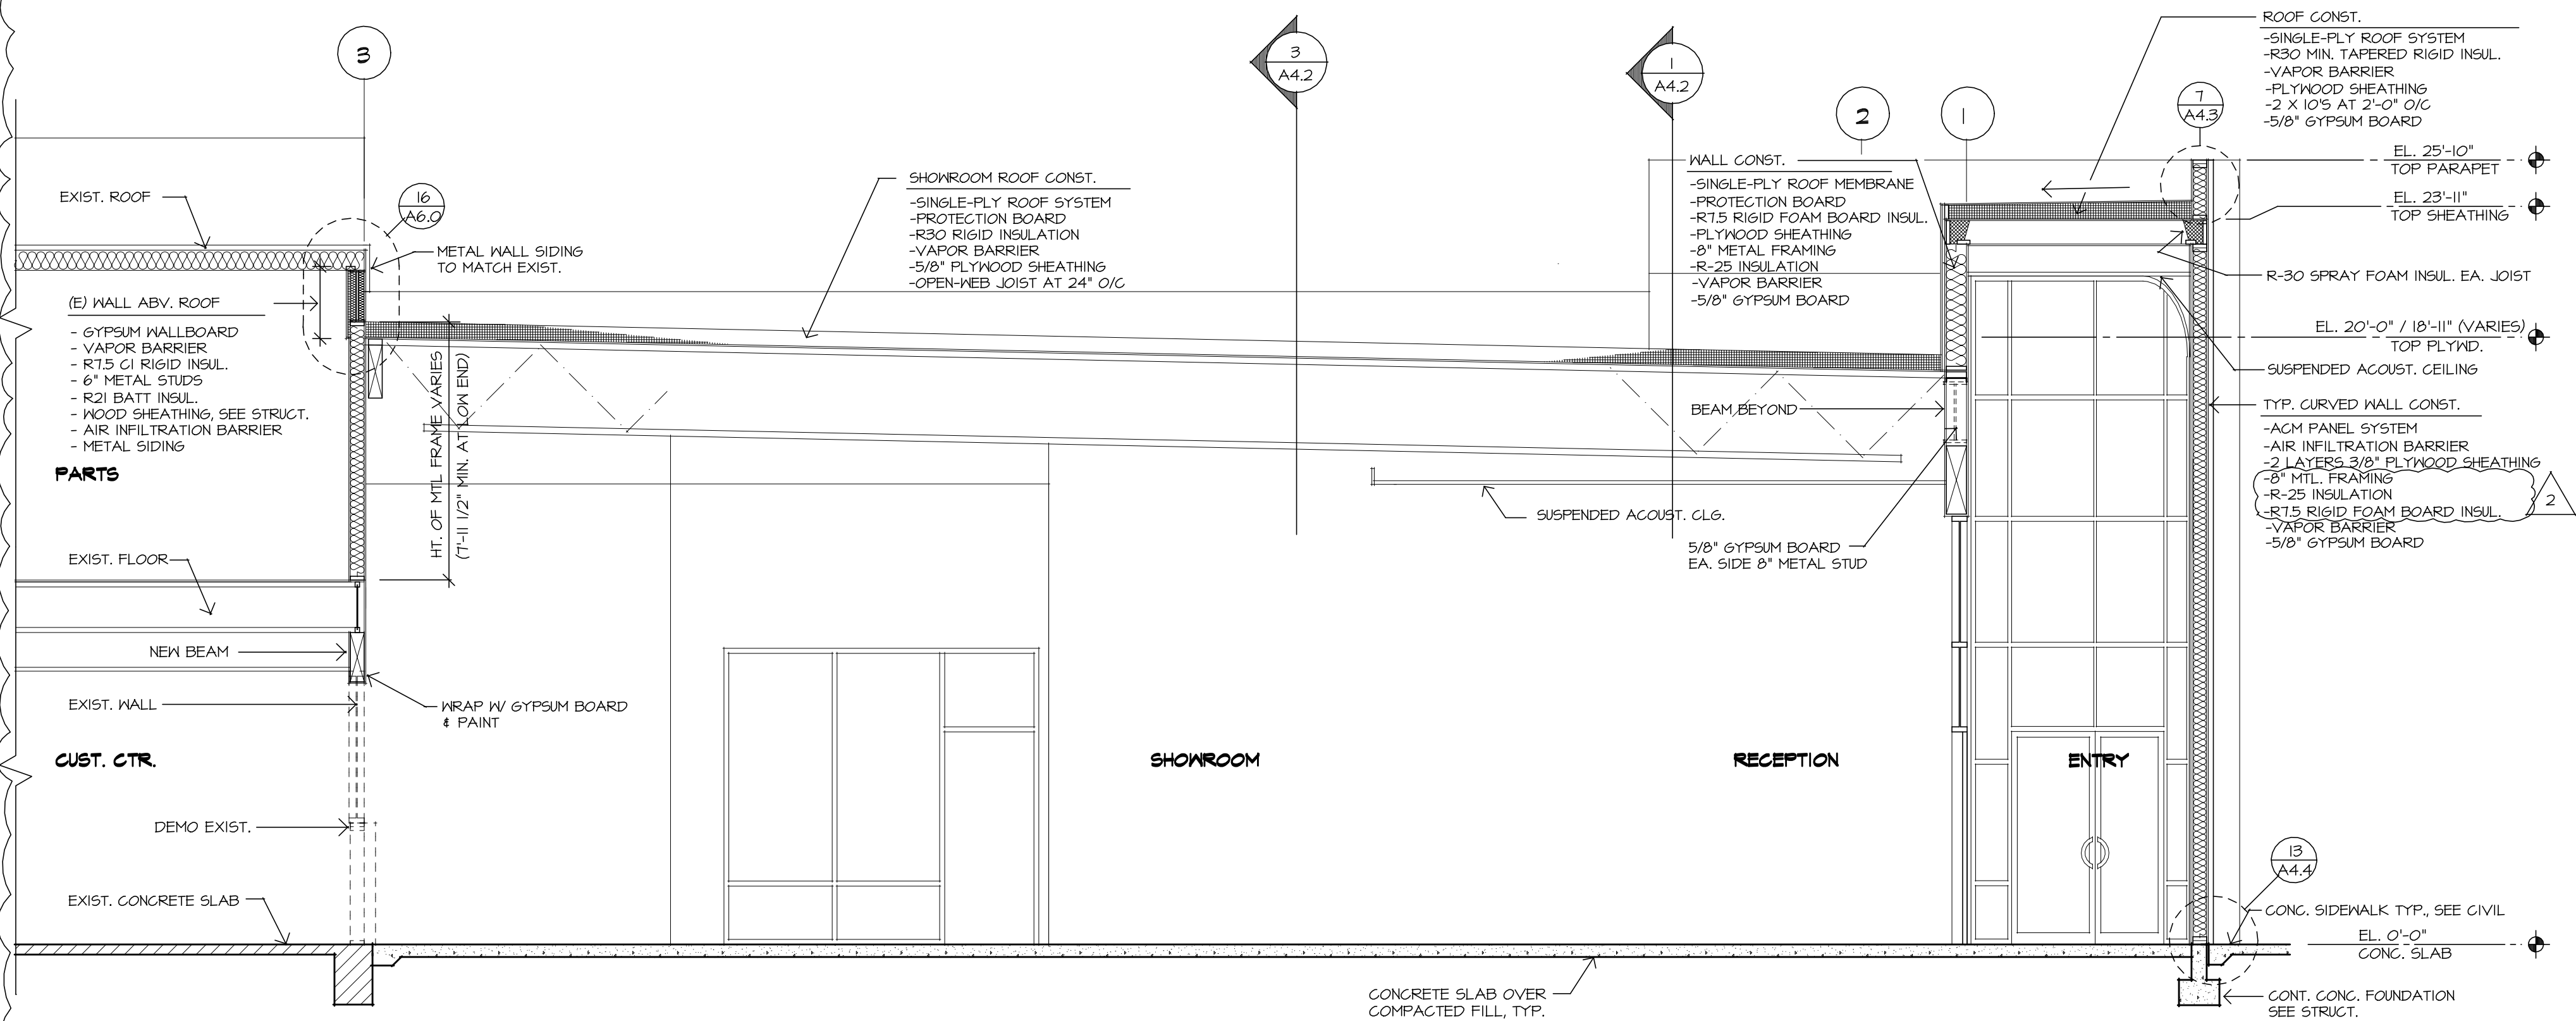 3
3
A4.2
1
A4.2
2
1
7
A4.3
16
A6.0
13
A4.4
EXIST. ROOF
METAL WALL SIDING
TO MATCH EXIST.
(E) WALL ABV. ROOF
- GYPSUM WALLBOARD
- VAPOR BARRIER
- R7.5 CI RIGID INSUL.
- 6" METAL STUDS
- R21 BATT INSUL.
- WOOD SHEATHING, SEE STRUCT.
- AIR INFILTRATION BARRIER
- METAL SIDING
PARTS
EXIST. FLOOR
NEW BEAM
EXIST. WALL
CUST. CTR.
DEMO EXIST.
EXIST. CONCRETE SLAB
HT. OF MTL FRAME VARIES
(7'-11 1/2" MIN. AT LOW END)
WRAP W/ GYPSUM BOARD
& PAINT
SHOWROOM ROOF CONST.
-SINGLE-PLY ROOF SYSTEM
-PROTECTION BOARD
-R30 RIGID INSULATION
-VAPOR BARRIER
-5/8" PLYWOOD SHEATHING
-OPEN-WEB JOIST AT 24" O/C
SHOWROOM
SUSPENDED ACOUST. CLG.
CONCRETE SLAB OVER
COMPACTED FILL, TYP.
WALL CONST.
-SINGLE-PLY ROOF MEMBRANE
-PROTECTION BOARD
-R7.5 RIGID FOAM BOARD INSUL.
-PLYWOOD SHEATHING
-8" METAL FRAMING
-R-25 INSULATION
-VAPOR BARRIER
-5/8" GYPSUM BOARD
BEAM BEYOND
5/8" GYPSUM BOARD
EA. SIDE 8" METAL STUD
RECEPTION
ENTRY
ROOF CONST.
-SINGLE-PLY ROOF SYSTEM
-R30 MIN. TAPERED RIGID INSUL.
-VAPOR BARRIER
-PLYWOOD SHEATHING
-2 X 10'S AT 2'-0" O/C
-5/8" GYPSUM BOARD
EL. 25'-10"
TOP PARAPET
EL. 23'-11"
TOP SHEATHING
R-30 SPRAY FOAM INSUL. EA. JOIST
EL. 20'-0" / 18'-11" (VARIES)
TOP PLYWD.
SUSPENDED ACOUST. CEILING
TYP. CURVED WALL CONST.
-ACM PANEL SYSTEM
-AIR INFILTRATION BARRIER
-2 LAYERS 3/8" PLYWOOD SHEATHING
-8" MTL. FRAMING
-R-25 INSULATION
-R7.5 RIGID FOAM BOARD INSUL.
-VAPOR BARRIER
-5/8" GYPSUM BOARD
2
CONC. SIDEWALK TYP., SEE CIVIL
EL. 0'-0"
CONC. SLAB
CONT. CONC. FOUNDATION
SEE STRUCT.